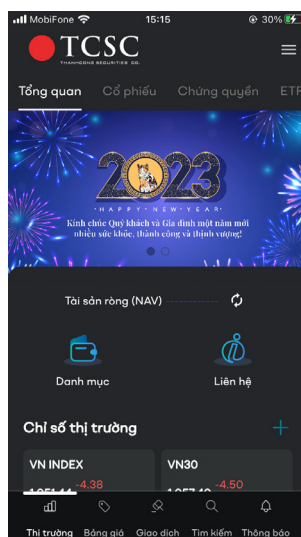 MobiFone 15:15 30%
TCSC
THANHCONG SECURITIES CO.
Tổng quan Cổ phiếu Chứng quyền ETF
2023
HAPPY NEW YEAR
Kính chúc Quý khách và Gia đình một năm mới
nhiều sức khỏe, thành công và thịnh vượng!
Tài sản ròng (NAV)
Danh mục Liên hệ
Chỉ số thị trường
VN INDEX VN30
-4.38 -4.50
Thị trường Bảng giá Giao dịch Tìm kiếm Thông báo